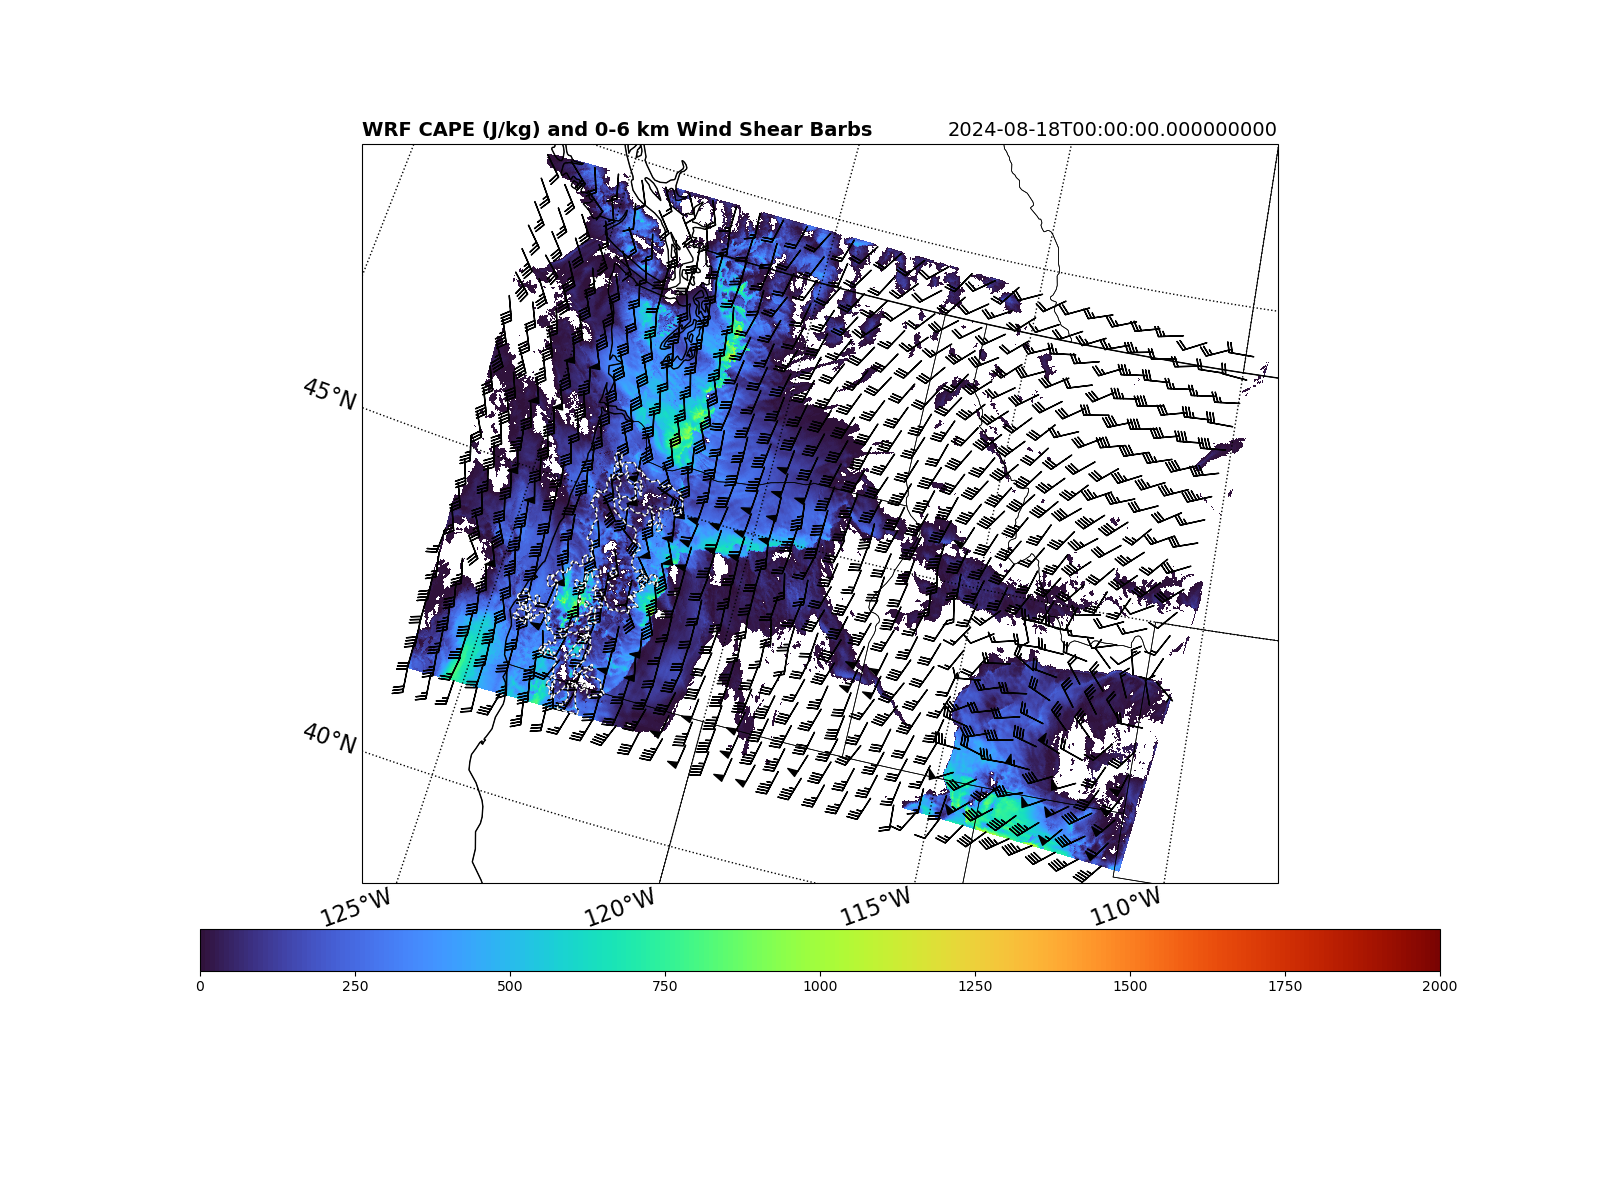 WRF CAPE (J/kg) and 0-6 km Wind Shear Barbs 2024-08-18T00:00:00.000000000
45°N
40°N
125°W 120°W 115°W 110°W
0 250 500 750 1000 1250 1500 1750 2000